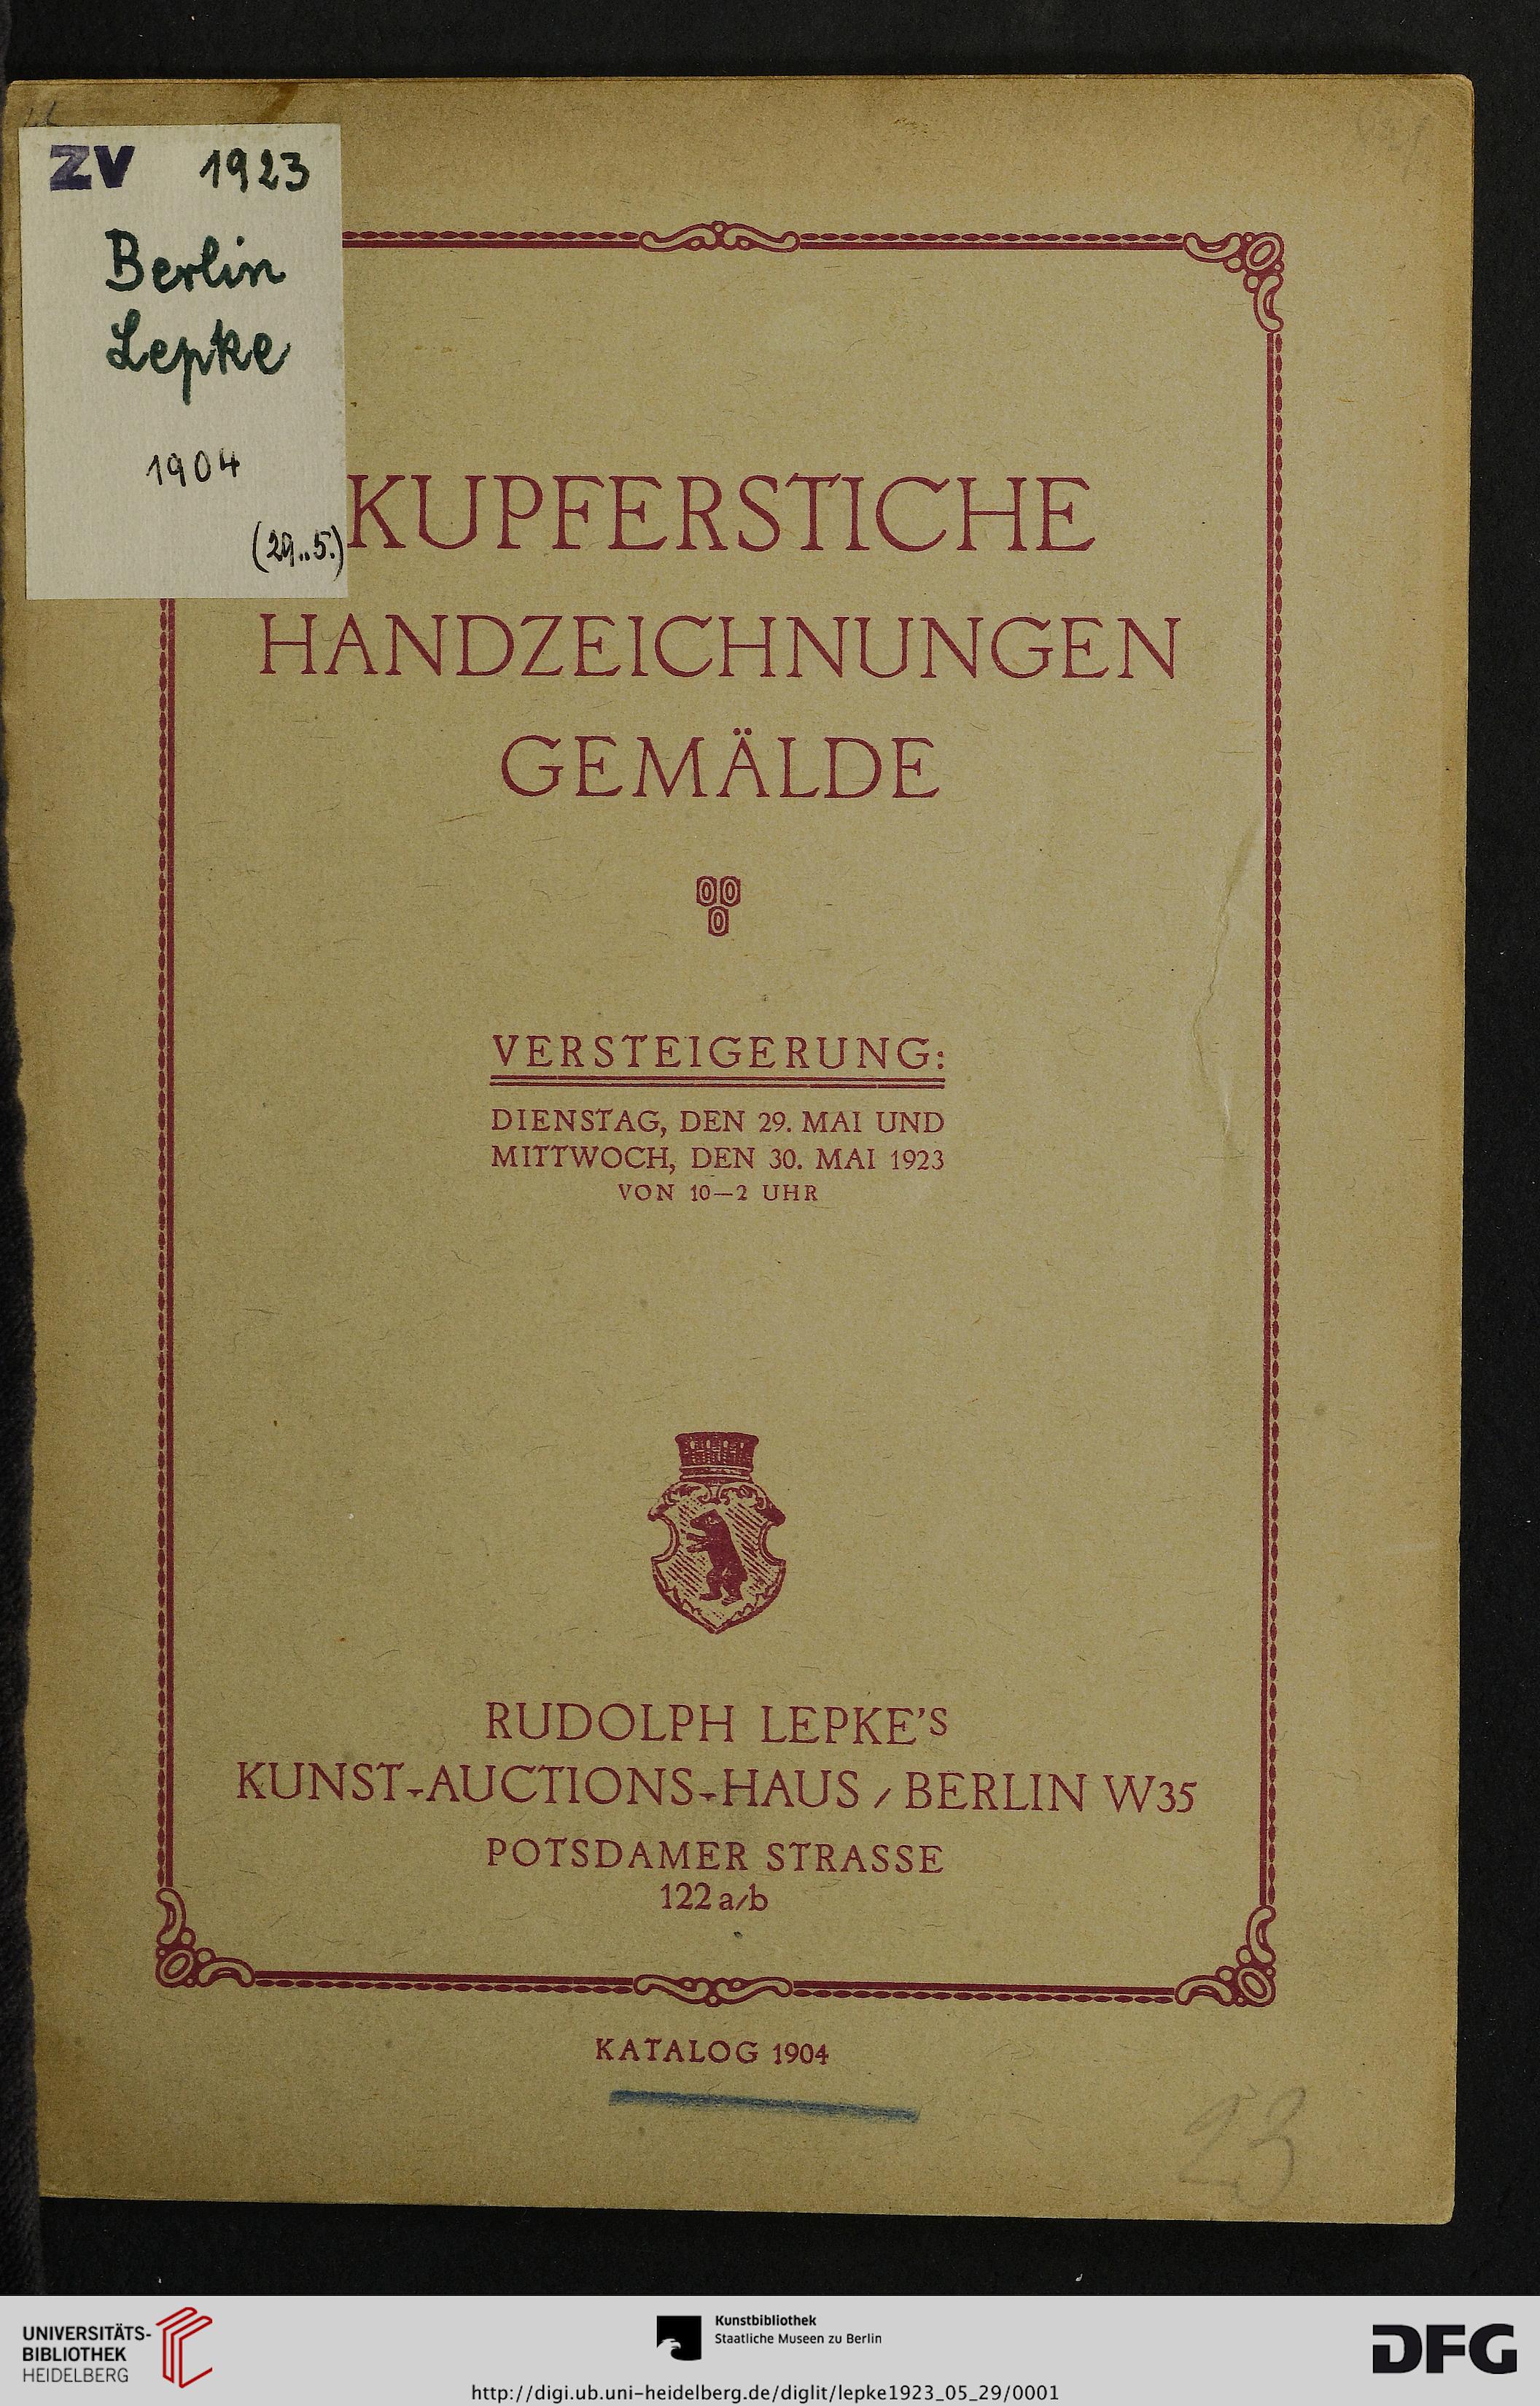 ZV 1923
Berlin
Lepke
1904
(29..5.)
KUPFERSTICHE
HANDZEICHNUNGEN
GEMÄLDE
VERSTEIGERUNG:
DIENSTAG, DEN 29. MAI UND
MITTWOCH, DEN 30. MAI 1923
VON 10—2 UHR
RUDOLPH LEPKE'S
KUNST-AUCTIONS-HAUS / BERLIN W35
POTSDAMER STRASSE
122 a/b
KATALOG 1904
23
UNIVERSITÄTS-
BIBLIOTHEK
HEIDELBERG
Kunstbibliothek
Staatliche Museen zu Berlin
DFG
http://digi.ub.uni-heidelberg.de/diglit/lepke1923_05_29/0001